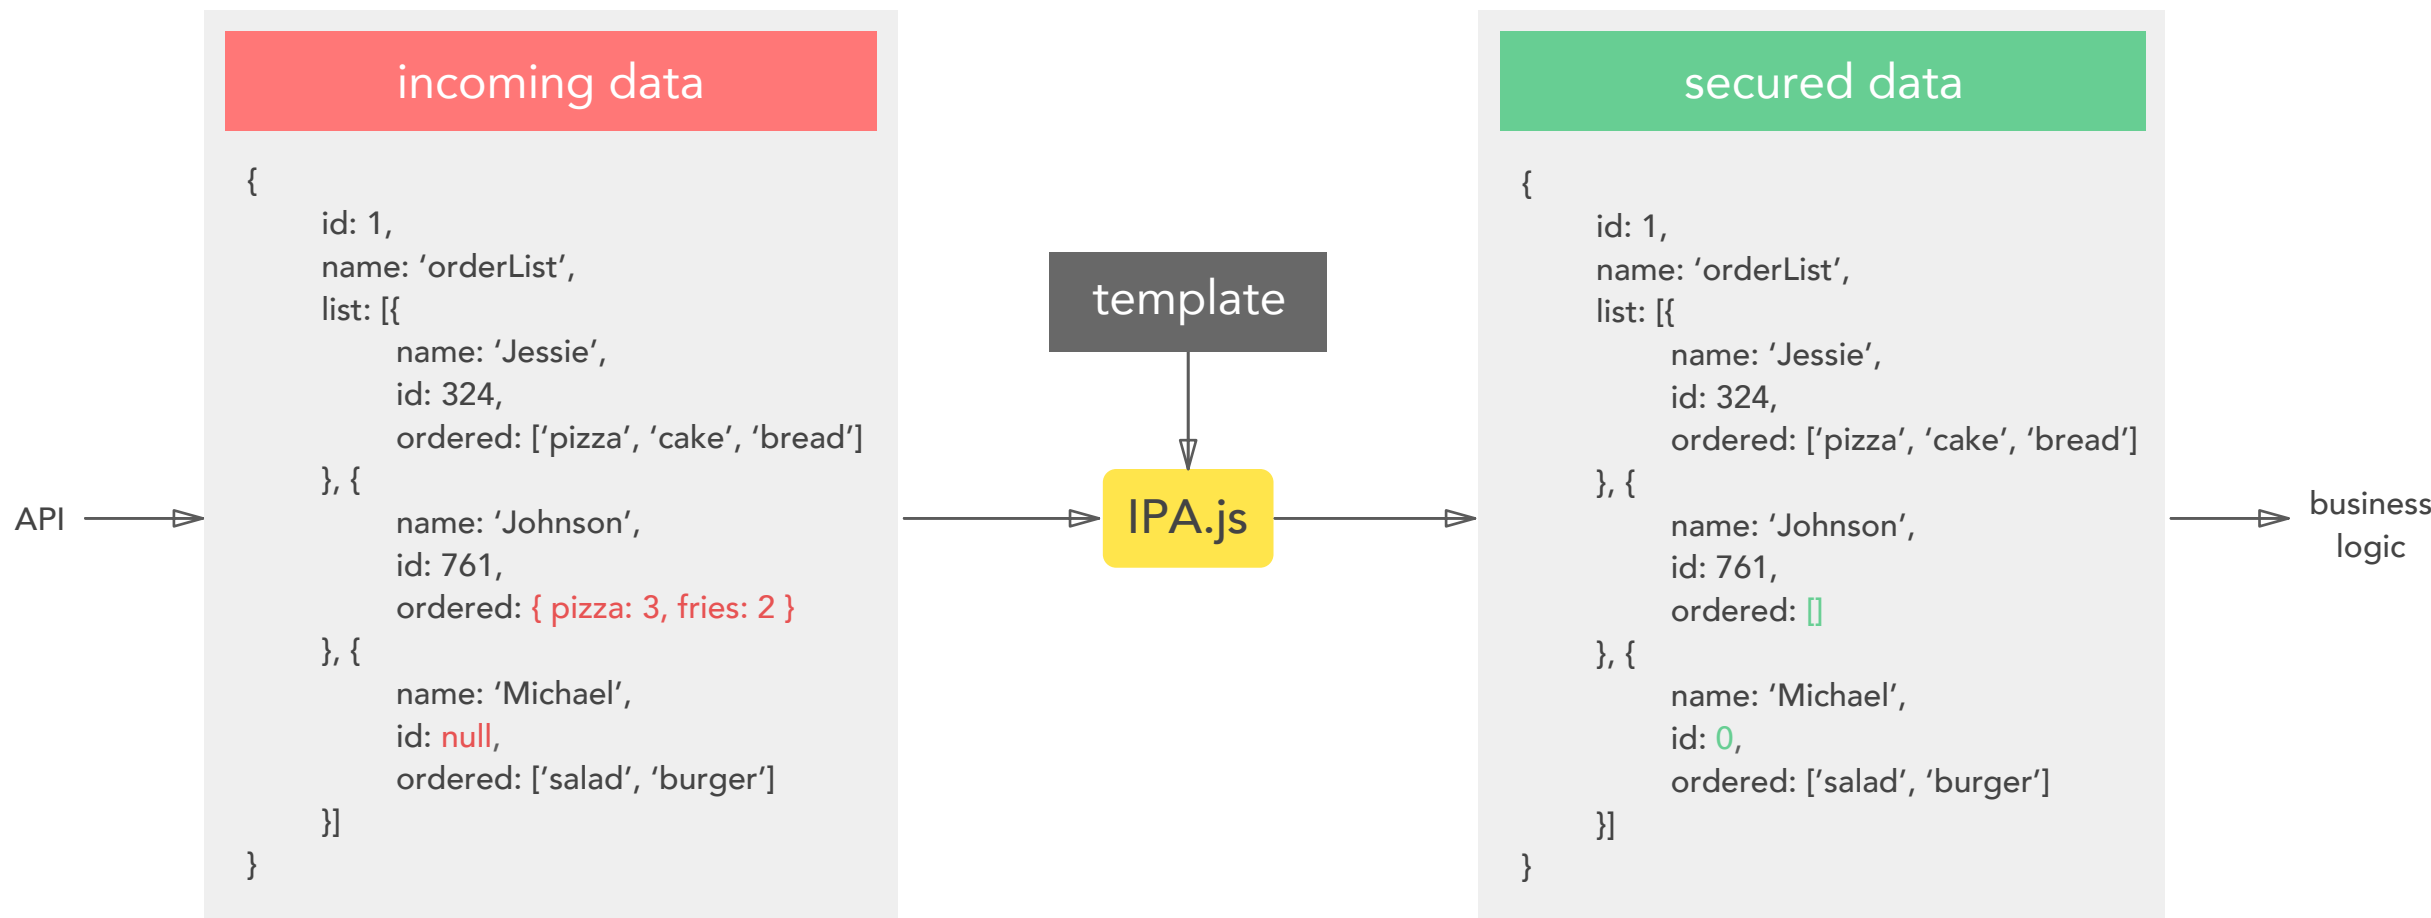 API
incoming data
{
id: 1,
name: ‘orderList’,
list: [{
name: ‘Jessie’,
id: 324,
ordered: [‘pizza’, ‘cake’, ‘bread’]
}, {
name: ‘Johnson’,
id: 761,
ordered: { pizza: 3, fries: 2 }
}, {
name: ‘Michael’,
id: null,
ordered: [‘salad’, ‘burger’]
}]
}
template
IPA.js
secured data
{
id: 1,
name: ‘orderList’,
list: [{
name: ‘Jessie’,
id: 324,
ordered: [‘pizza’, ‘cake’, ‘bread’]
}, {
name: ‘Johnson’,
id: 761,
ordered: []
}, {
name: ‘Michael’,
id: 0,
ordered: [‘salad’, ‘burger’]
}]
}
business
logic